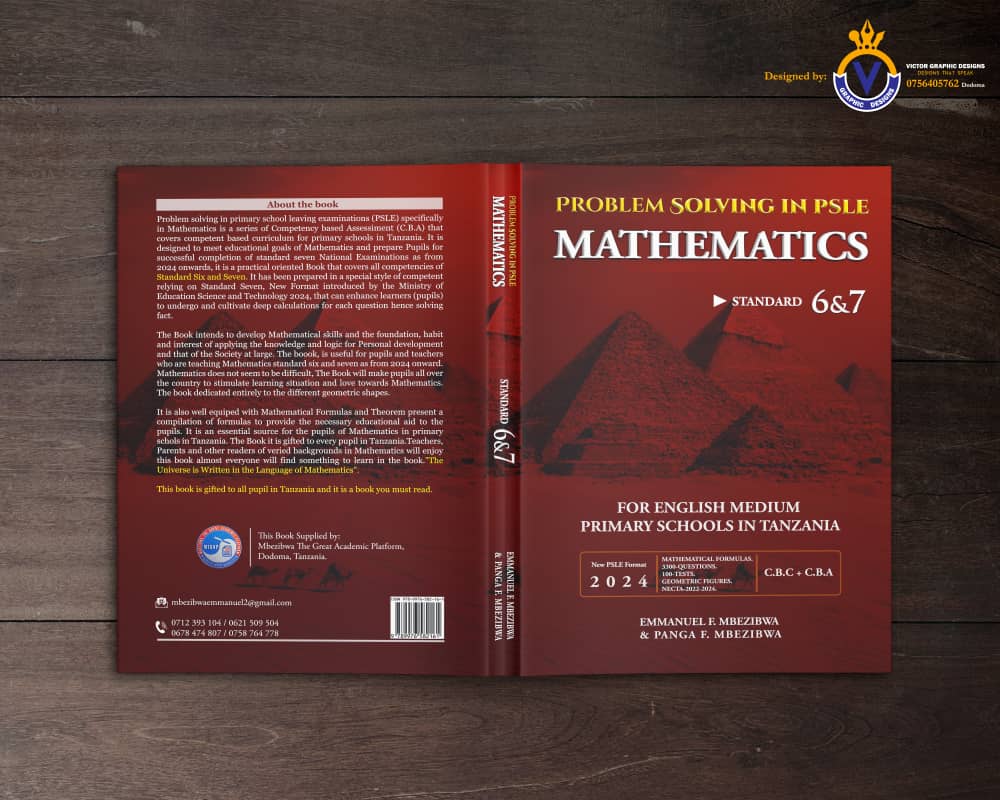 Designed by:
GRAPHIC DESIGNS
V
VICTOR GRAPHIC DESIGNS
DESIGNS THAT SPEAK
0756405762 Dodoma
About the book
Problem solving in primary school leaving examinations (PSLE) specifically
in Mathematics is a series of Competency based Assessment (C.B.A) that
covers competent based curriculum for primary schools in Tanzania. It is
designed to meet educational goals of Mathematics and prepare Pupils for
successful completion of standard seven National Examinations as from
2024 onwards, it is a practical oriented Book that covers all competencies of
Standard Six and Seven. It has been prepared in a special style of competent
relying on Standard Seven, New Format introduced by the Ministry of
Education Science and Technology 2024, that can enhance learners (pupils)
to undergo and cultivate deep calculations for each question hence solving
fact.
The Book intends to develop Mathematical skills and the foundation, habit
and interest of applying the knowledge and logic for Personal development
and that of the Society at large. The boook, is useful for pupils and teachers
who are teaching Mathematics standard six and seven as from 2024 onward.
Mathematics does not seem to be difficult, The Book will make pupils all over
the country to stimulate learning situation and love towards Mathematics.
The book dedicated entirely to the different geometric shapes.
It is also well equiped with Mathematical Formulas and Theorem present a
compilation of formulas to provide the necessary educational aid to the
pupils. It is an essential source for the pupils of Mathematics in primary
schols in Tanzania. The Book it is gifted to every pupil in Tanzania.Teachers,
Parents and other readers of veried backgrounds in Mathematics will enjoy
this book almost everyone will find something to learn in the book."The
Universe is Written in the Language of Mathematics".
This book is gifted to all pupil in Tanzania and it is a book you must read.
This Book Supplied by:
Mbezibwa The Great Academic Platform,
Dodoma, Tanzania.
mbezibwaemmanuel2@gmail.com
0712 393 104 / 0621 509 504
0678 474 807 / 0758 764 778
PROBLEM SOLVING IN PSLE
MATHEMATICS
STANDARD 6&7
EMMANUEL F. MBEZIBWA
& PANGA F. MBEZIBWA
PROBLEM SOLVING IN PSLE
MATHEMATICS
STANDARD 6&7
FOR ENGLISH MEDIUM
PRIMARY SCHOOLS IN TANZANIA
New PSLE Format
2024
MATHEMATICAL FORMULAS.
3300-QUESTIONS.
100-TESTS.
GEOMETRIC FIGURES.
NECTA-2022-2024.
C.B.C + C.B.A
EMMANUEL F. MBEZIBWA
& PANGA F. MBEZIBWA